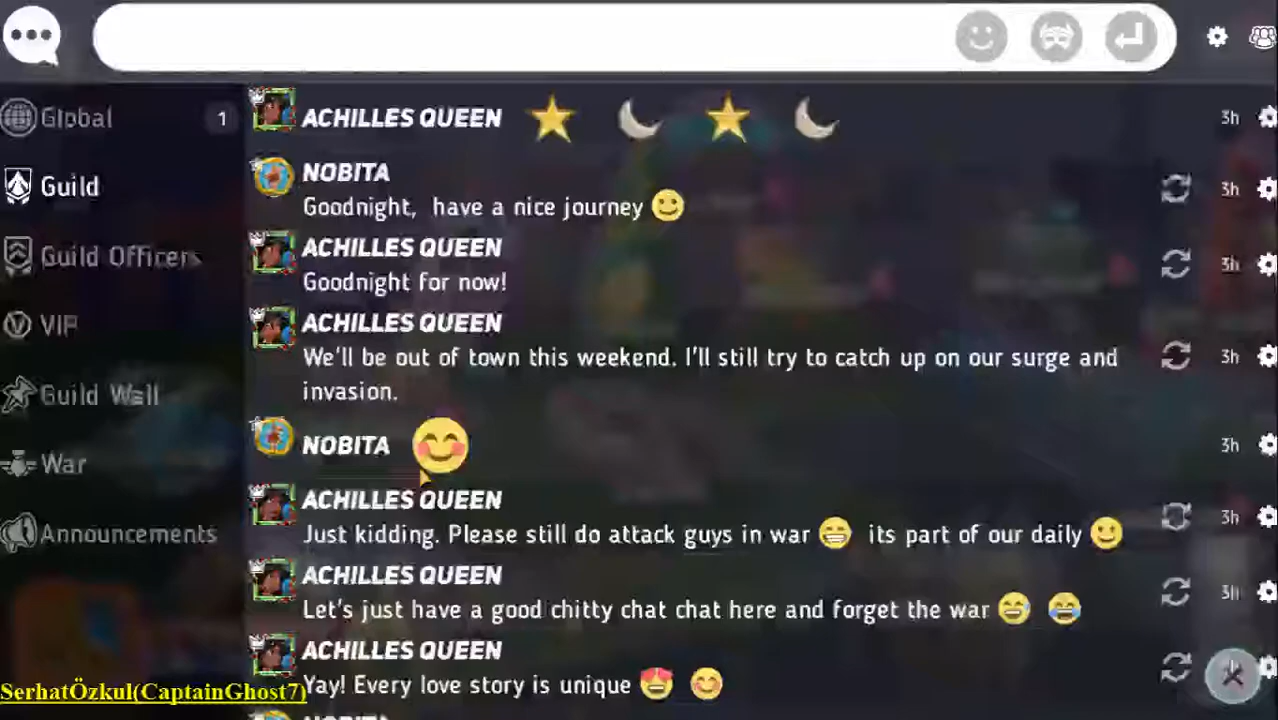 Global 1
Guild
Guild Officers
VIP
Guild Wall
War
Announcements
ACHILLES QUEEN ⭐ 🌙 ⭐ 🌙 3h
NOBITA
Goodnight, have a nice journey 🙂 3h
ACHILLES QUEEN
Goodnight for now! 3h
ACHILLES QUEEN
We'll be out of town this weekend. I'll still try to catch up on our surge and 3h
invasion.
NOBITA 😊 3h
ACHILLES QUEEN
Just kidding. Please still do attack guys in war 😁 its part of our daily 🙂 3h
ACHILLES QUEEN
Let's just have a good chitty chat chat here and forget the war 😅 😂 3h
ACHILLES QUEEN
Yay! Every love story is unique 😍 😊
NOBITA
SerhatÖzkul(CaptainGhost7)